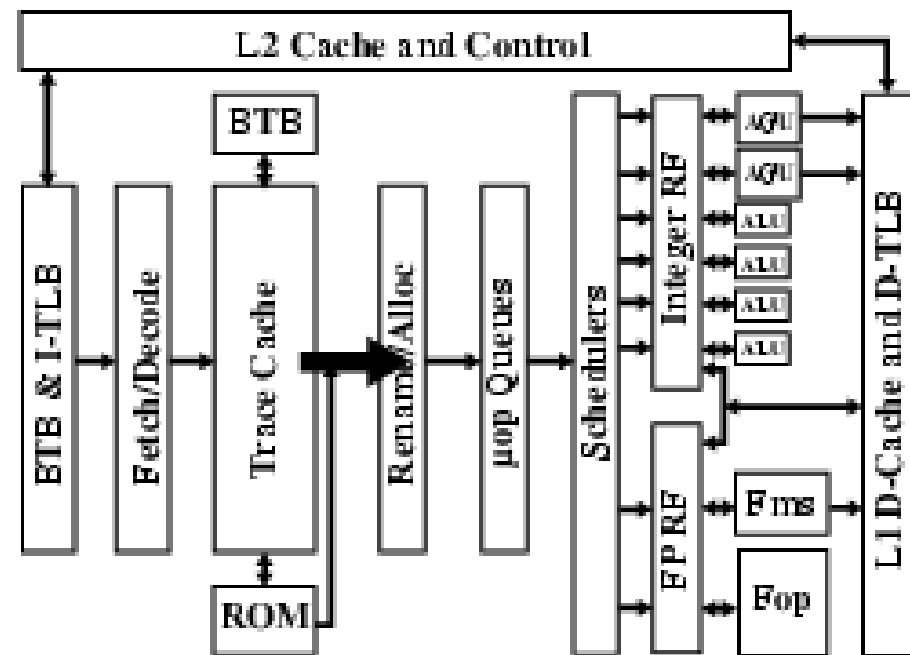 L2 Cache and Control
BTB
BTB & I-TLB
Fetch/Decode
Trace Cache
ROM
Rename/Alloc
µop Queues
Schedulers
Integer RF
FP RF
AGU
AGU
ALU
ALU
ALU
ALU
Fms
Fop
L1 D-Cache and D-TLB